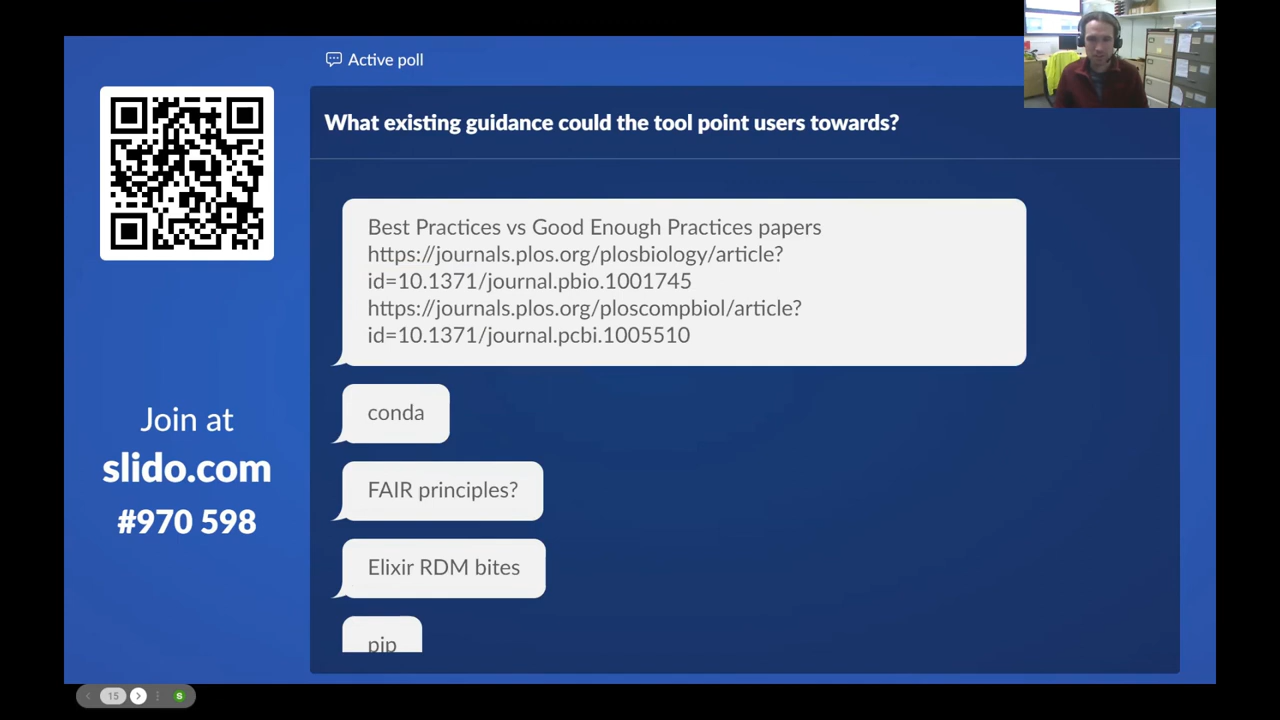 Active poll
What existing guidance could the tool point users towards?
Best Practices vs Good Enough Practices papers
https://journals.plos.org/plosbiology/article?
id=10.1371/journal.pbio.1001745
https://journals.plos.org/ploscompbiol/article?
id=10.1371/journal.pcbi.1005510
conda
FAIR principles?
Elixir RDM bites
pip
Join at
slido.com
#970 598
15
S